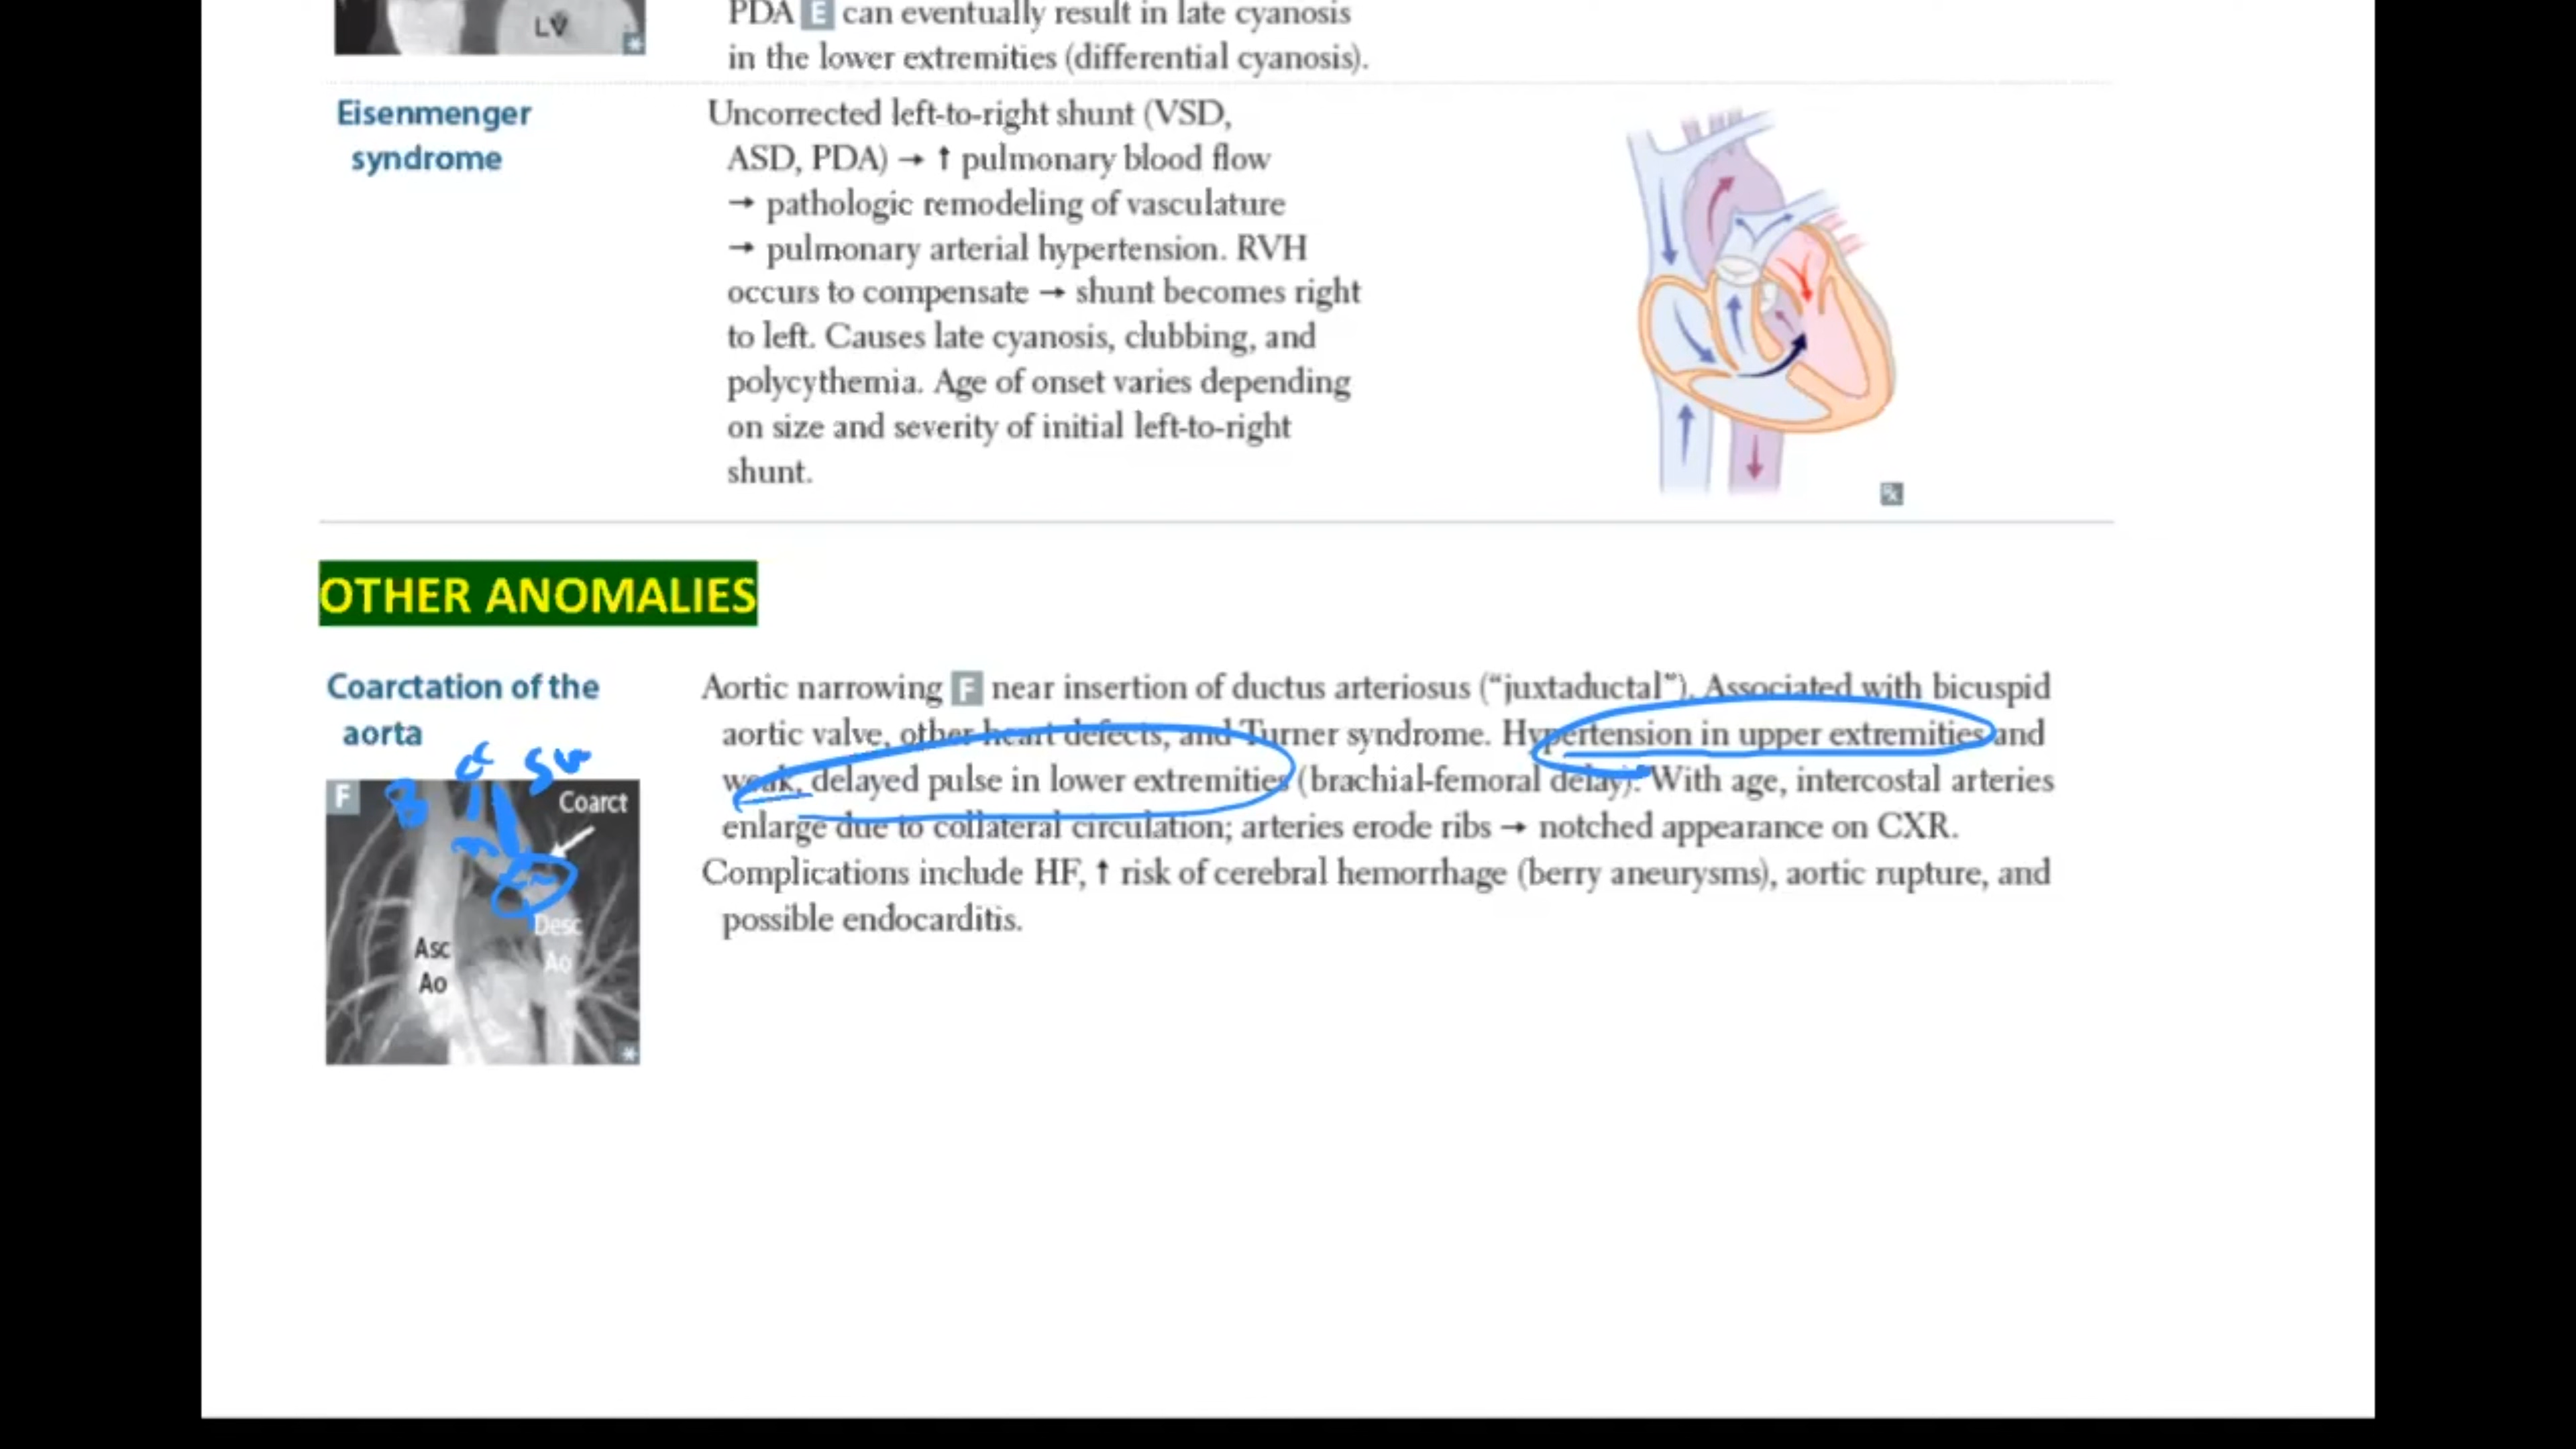 LV
PDA E can eventually result in late cyanosis
in the lower extremities (differential cyanosis).
Eisenmenger
syndrome
Uncorrected left-to-right shunt (VSD,
ASD, PDA) → ↑ pulmonary blood flow
→ pathologic remodeling of vasculature
→ pulmonary arterial hypertension. RVH
occurs to compensate → shunt becomes right
to left. Causes late cyanosis, clubbing, and
polycythemia. Age of onset varies depending
on size and severity of initial left-to-right
shunt.
OTHER ANOMALIES
Coarctation of the
aorta
Aortic narrowing F near insertion of ductus arteriosus (“juxtaductal”). Associated with bicuspid
aortic valve, other heart defects, and Turner syndrome. Hypertension in upper extremities and
weak, delayed pulse in lower extremities (brachial-femoral delay). With age, intercostal arteries
enlarge due to collateral circulation; arteries erode ribs → notched appearance on CXR.
Complications include HF, ↑ risk of cerebral hemorrhage (berry aneurysms), aortic rupture, and
possible endocarditis.
F
B
C
Coarct
Desc
Ao
Asc
Ao